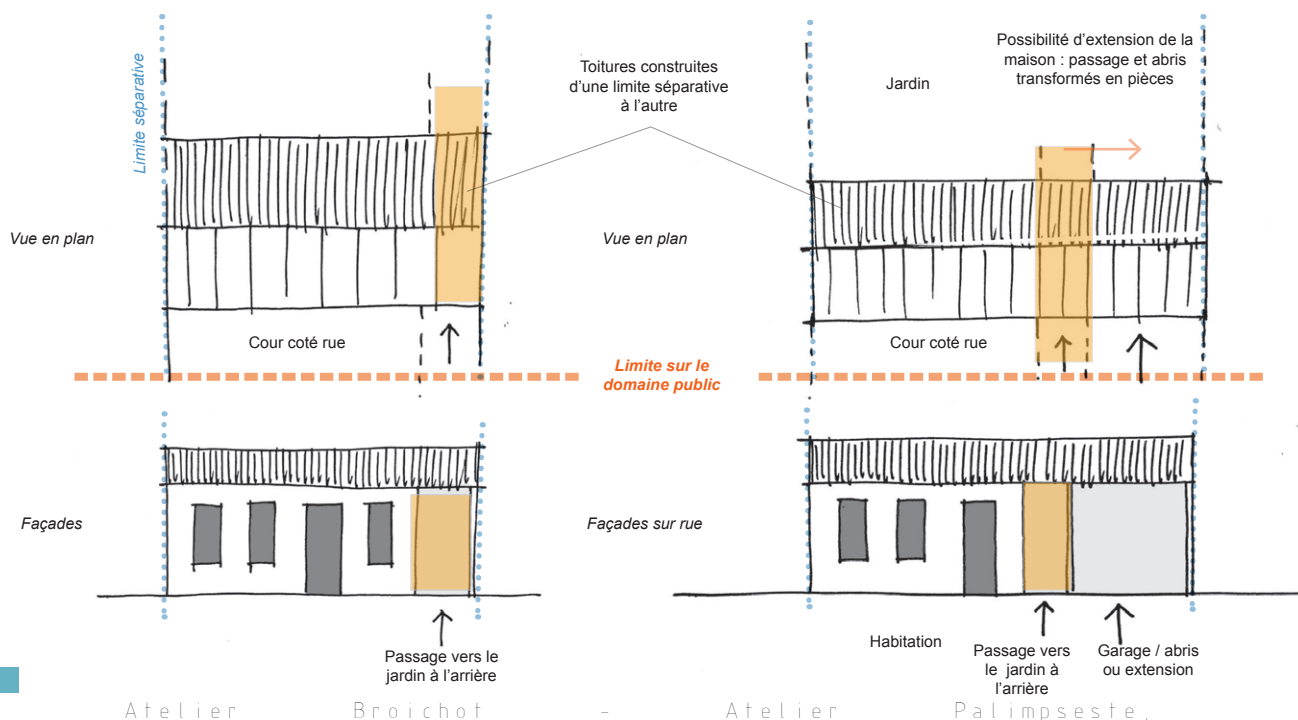 Limite séparative
Toitures construites
d'une limite séparative
à l'autre
Jardin
Possibilité d'extension de la
maison : passage et abris
transformés en pièces
Vue en plan
Vue en plan
Cour coté rue
Cour coté rue
Limite sur le
domaine public
Façades
Façades sur rue
Passage vers le
jardin à l'arrière
Habitation
Passage vers
le jardin à
l'arrière
Garage / abris
ou extension
Atelier Broichot - Atelier Palimpseste.